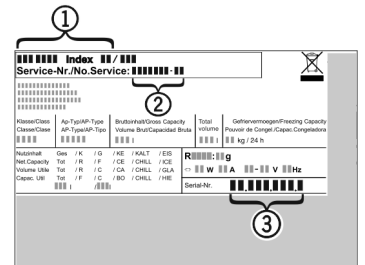 1
Index /
Service-Nr./No.Service: -
2
Klasse/Class Ap-Typ/AP-Type Bruttoinhalt/Gross Capacity Total Gefriervermoegen/Freezing Capacity
Classe/Clase AP-Type/AP-Tipo Volume Brut/Capacidad Bruta volume Pouvoir de Congel./Capac.Congeladora
l l kg / 24 h
Nutzinhalt Ges / K / G / KE / KALT / EIS
Net.Capacity Tot / R / F / CE / CHILL / ICE
Volume Utile Tot / R / C / CA / CHILL / GLA
Capac. Util Tot / F / C / BO / CHILL / HIE
l / l
R : g
W A - V Hz
Serial-Nr. . . .
3